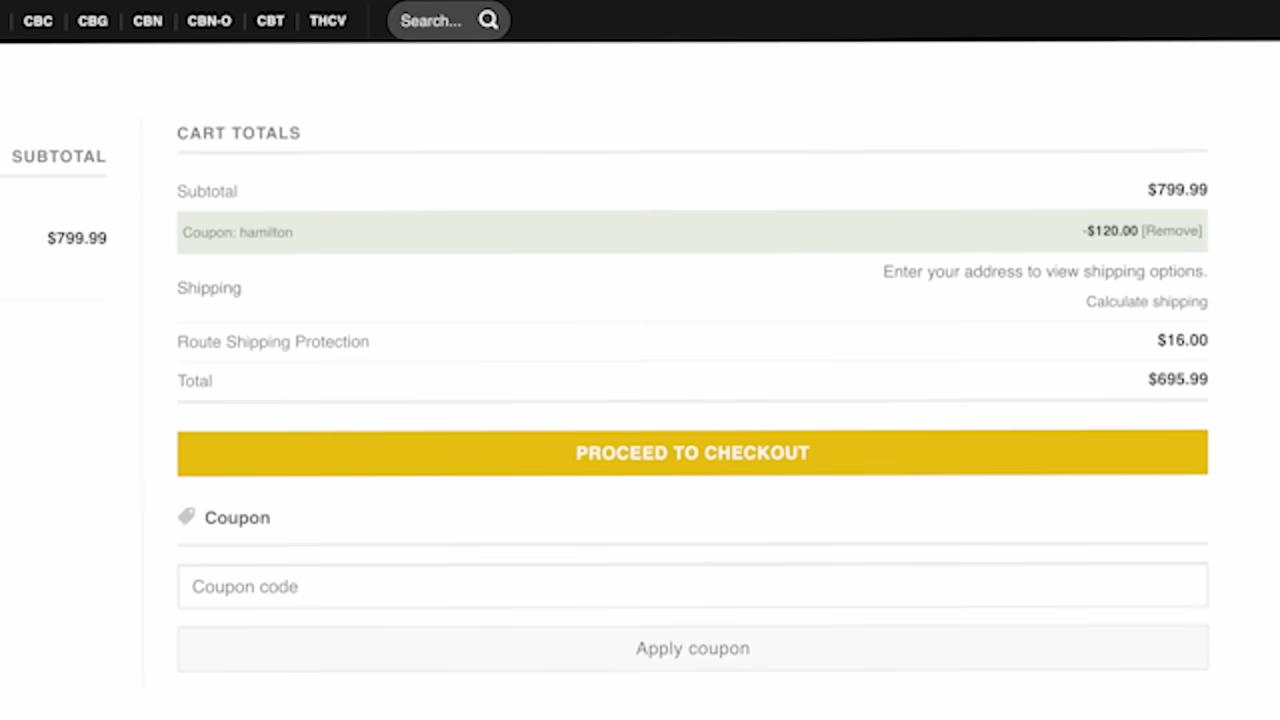 CBC CBG CBN CBN-O CBT THCV Search...
CART TOTALS
SUBTOTAL
Subtotal $799.99
$799.99
Coupon: hamilton -$120.00 [Remove]
Shipping Enter your address to view shipping options.
Calculate shipping
Route Shipping Protection $16.00
Total $695.99
PROCEED TO CHECKOUT
Coupon
Coupon code
Apply coupon